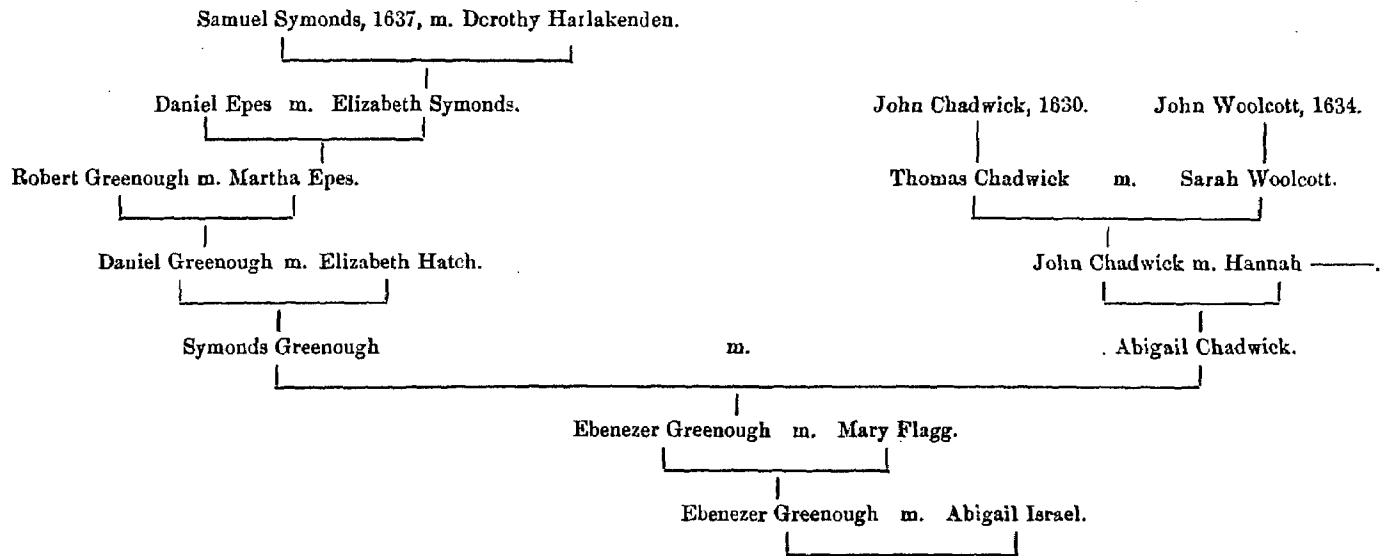 Samuel Symonds, 1637, m. Dorothy Harlakenden.
Daniel Epes m. Elizabeth Symonds.
John Chadwick, 1630. John Woolcott, 1634.
Robert Greenough m. Martha Epes.
Thomas Chadwick m. Sarah Woolcott.
Daniel Greenough m. Elizabeth Hatch.
John Chadwick m. Hannah ——.
Symonds Greenough m. Abigail Chadwick.
Ebenezer Greenough m. Mary Flagg.
Ebenezer Greenough m. Abigail Israel.